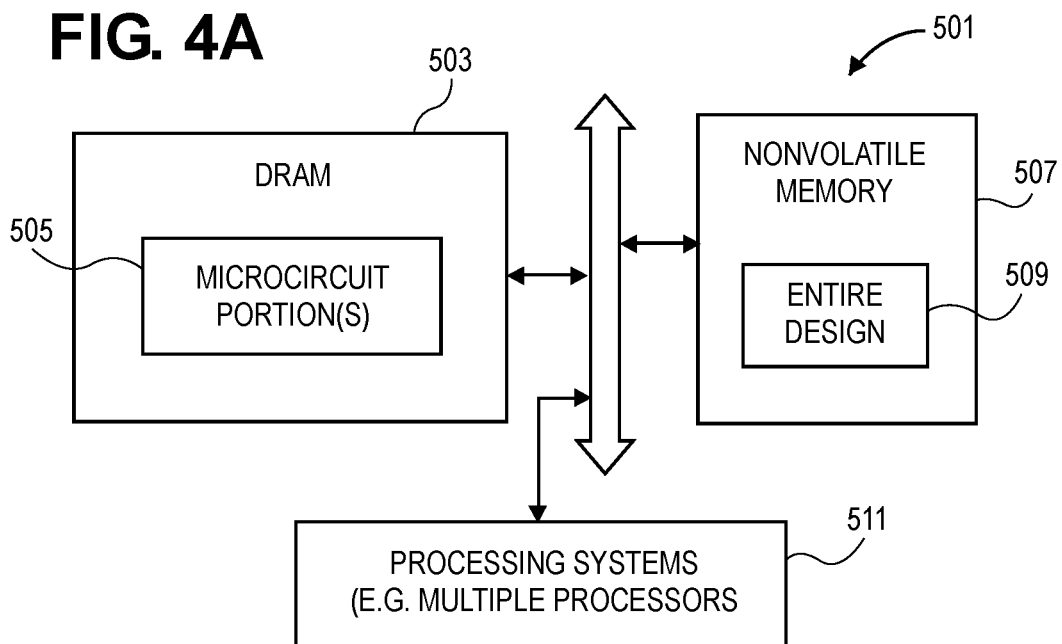 FIG. 4A
501
503
DRAM
505
MICROCIRCUIT
PORTION(S)
NONVOLATILE
MEMORY
507
ENTIRE
DESIGN
509
PROCESSING SYSTEMS
(E.G. MULTIPLE PROCESSORS
511